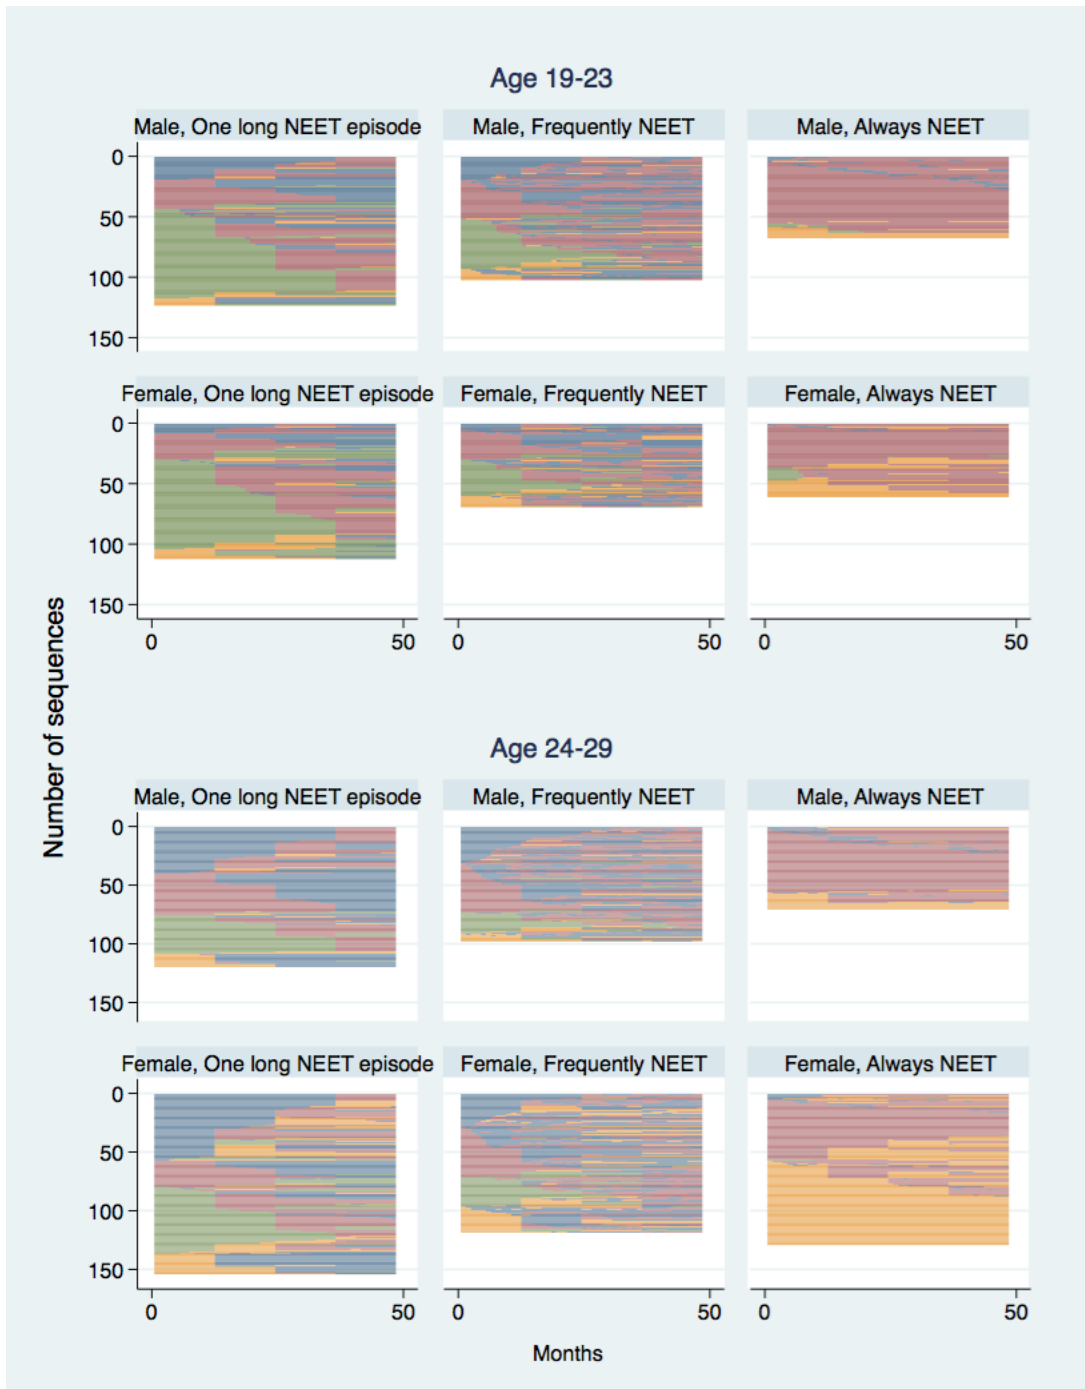 Age 19-23
Male, One long NEET episode
Male, Frequently NEET
Male, Always NEET
0
50
100
150
Female, One long NEET episode
Female, Frequently NEET
Female, Always NEET
0
50
100
150
0 50
0 50
0 50
Number of sequences
Age 24-29
Male, One long NEET episode
Male, Frequently NEET
Male, Always NEET
0
50
100
150
Female, One long NEET episode
Female, Frequently NEET
Female, Always NEET
0
50
100
150
0 50
0 50
0 50
Months